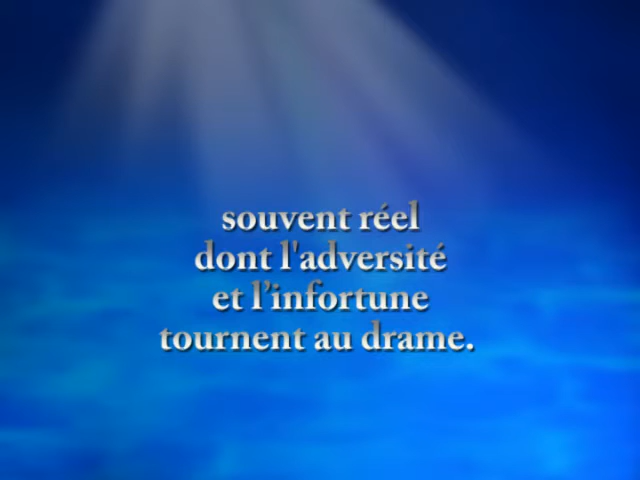 souvent réel
dont l'adversité
et l’infortune
tournent au drame.